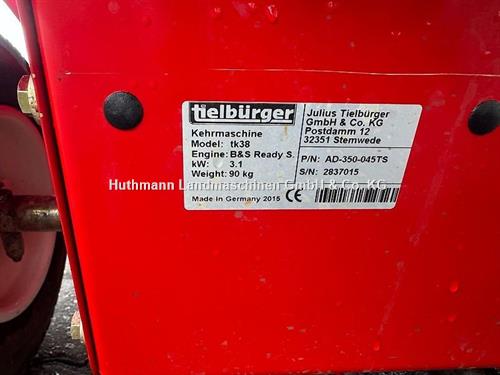 tielbürger
Kehrmaschine
Model: tk38
Engine: B&S Ready S.
kW: 3.1
Weight: 90 kg
Made in Germany 2015
Julius Tielbürger
GmbH & Co. KG
Postdamm 12
32351 Stemwede
P/N: AD-350-045TS
S/N: 2837015
CE
Huthmann Landmaschinen GmbH & Co. KG